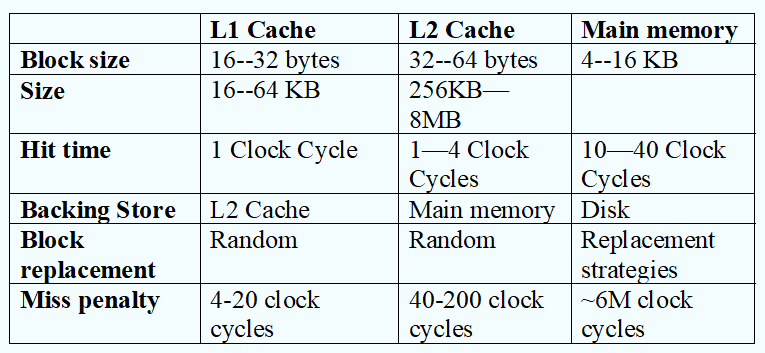 L1 Cache L2 Cache Main memory
Block size 16--32 bytes 32--64 bytes 4--16 KB
Size 16--64 KB 256KB—
8MB
Hit time 1 Clock Cycle 1—4 Clock 10—40 Clock
Cycles Cycles
Backing Store L2 Cache Main memory Disk
Block Random Random Replacement
replacement strategies
Miss penalty 4-20 clock 40-200 clock ~6M clock
cycles cycles cycles